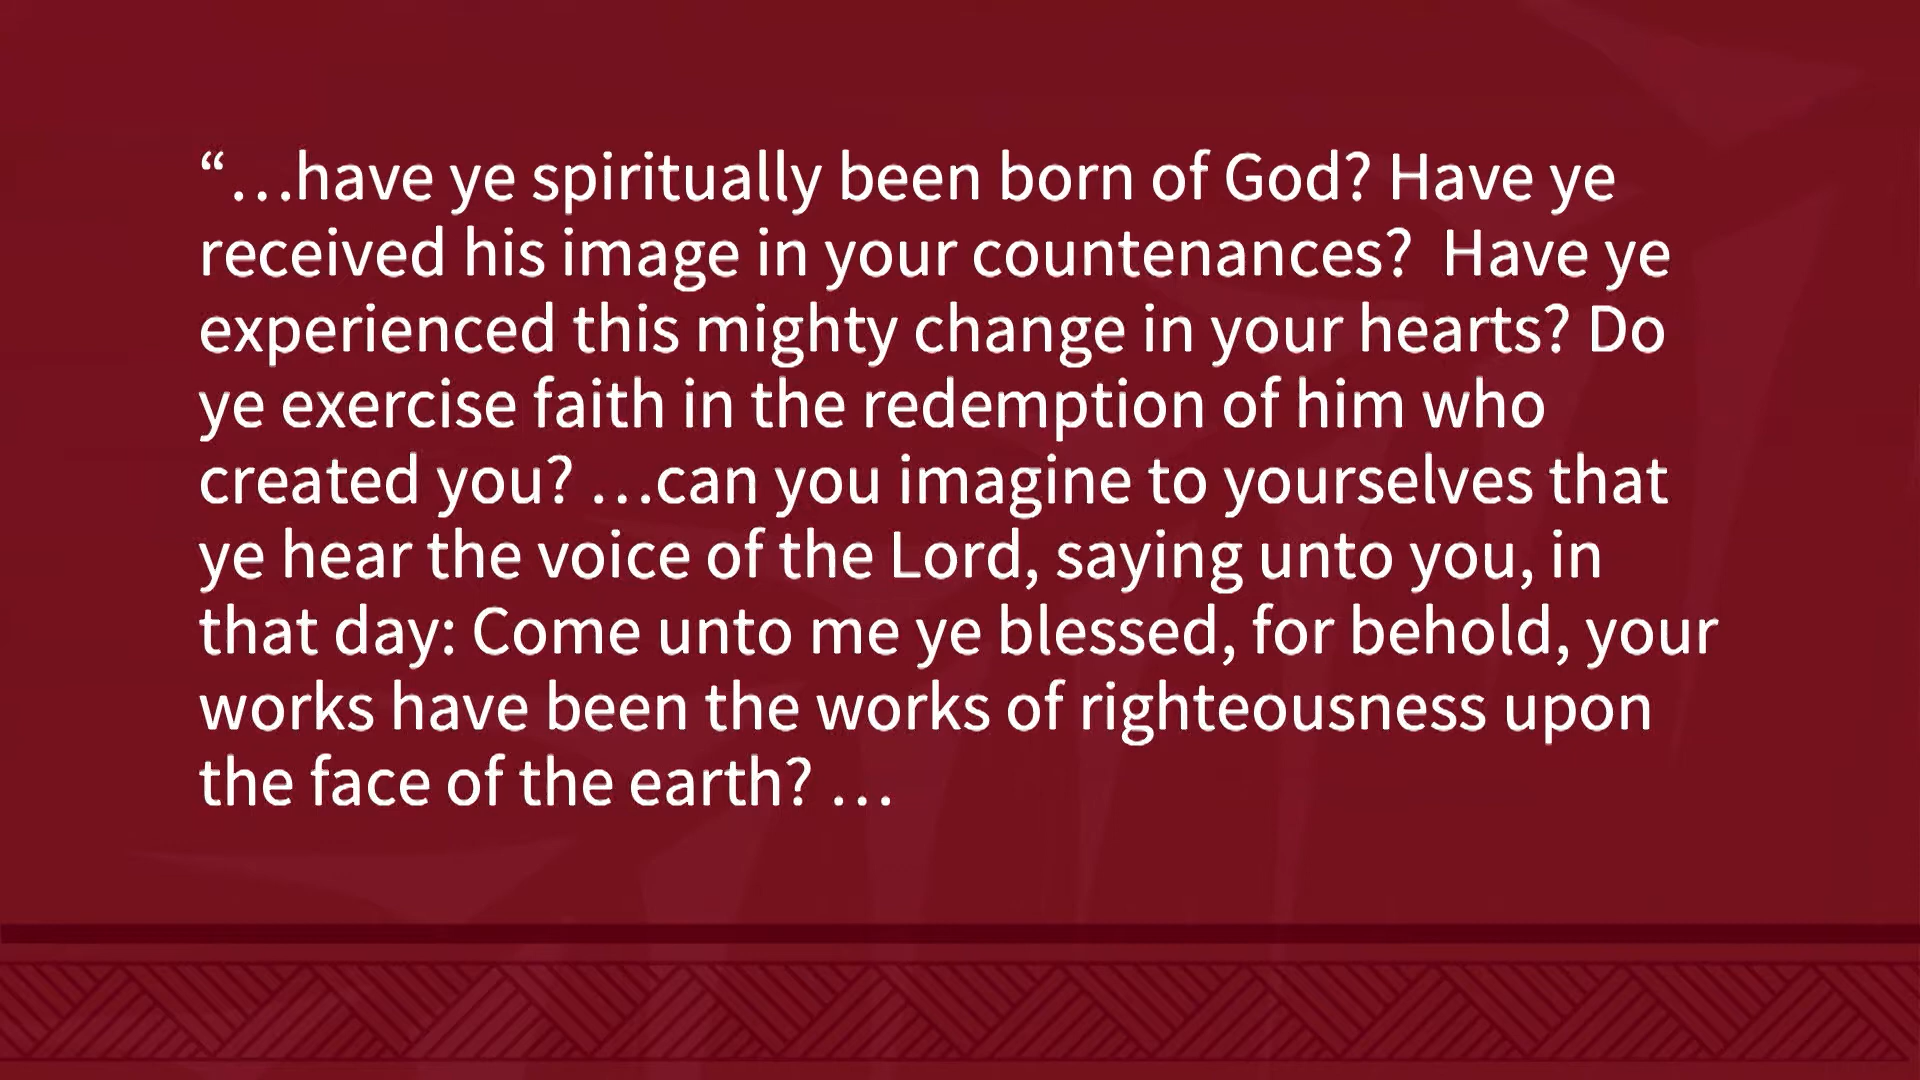 “…have ye spiritually been born of God? Have ye
received his image in your countenances?  Have ye
experienced this mighty change in your hearts? Do
ye exercise faith in the redemption of him who
created you? …can you imagine to yourselves that
ye hear the voice of the Lord, saying unto you, in
that day: Come unto me ye blessed, for behold, your
works have been the works of righteousness upon
the face of the earth? …